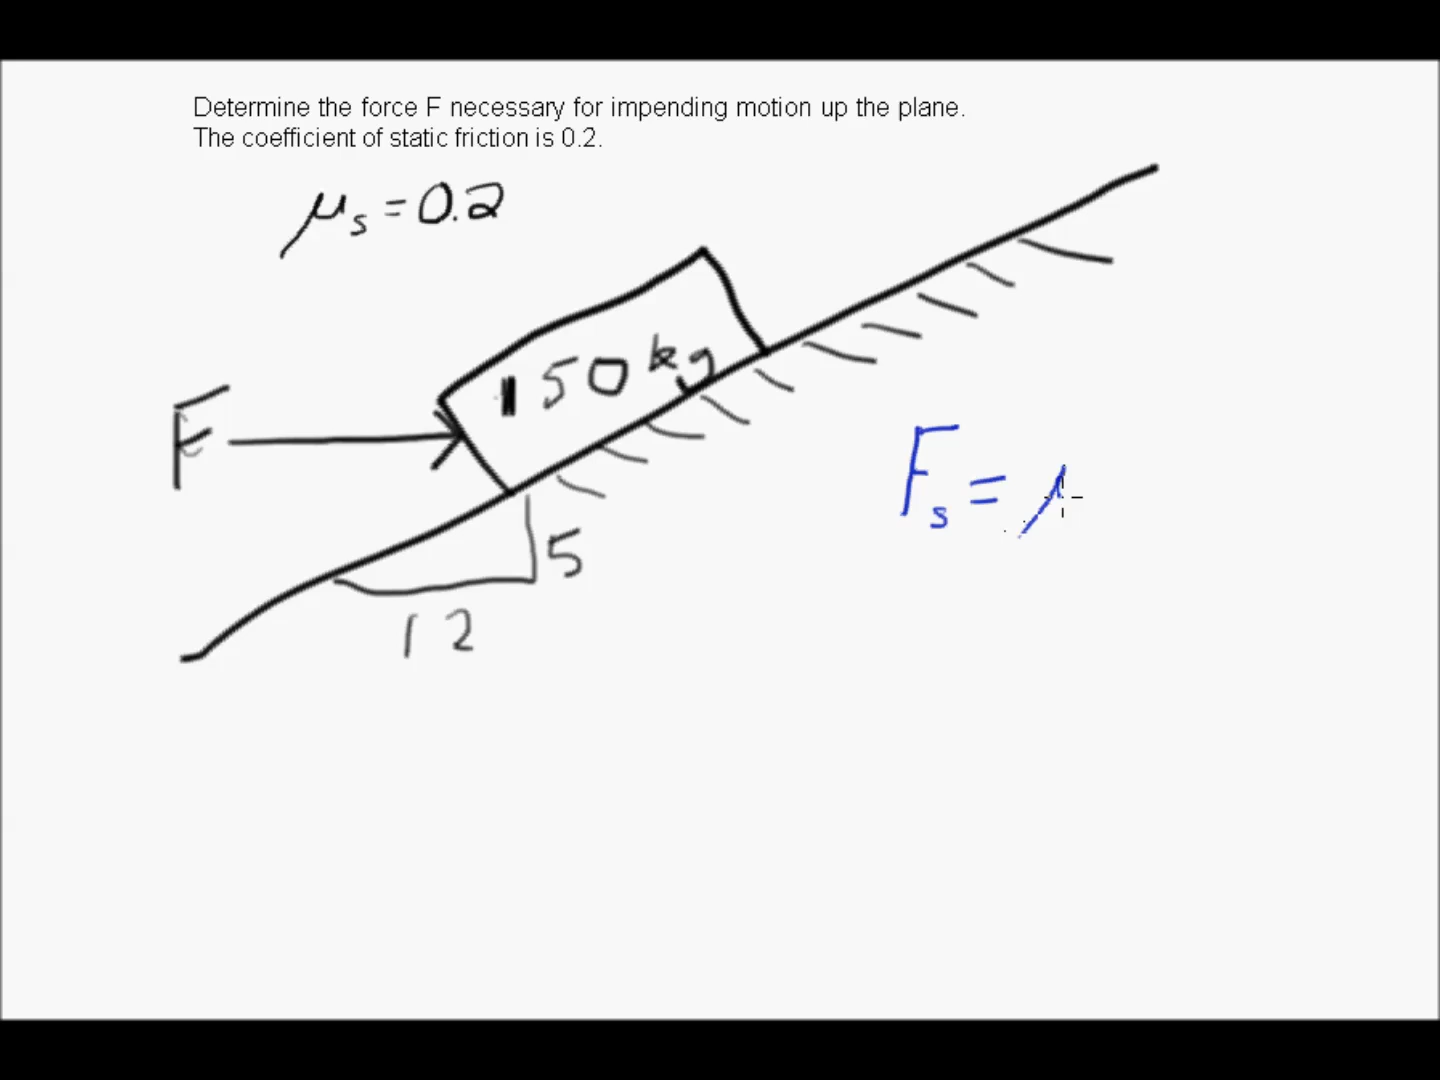 Determine the force F necessary for impending motion up the plane.
The coefficient of static friction is 0.2.
μs = 0.2
150 kg
F
Fs = μ
5
12